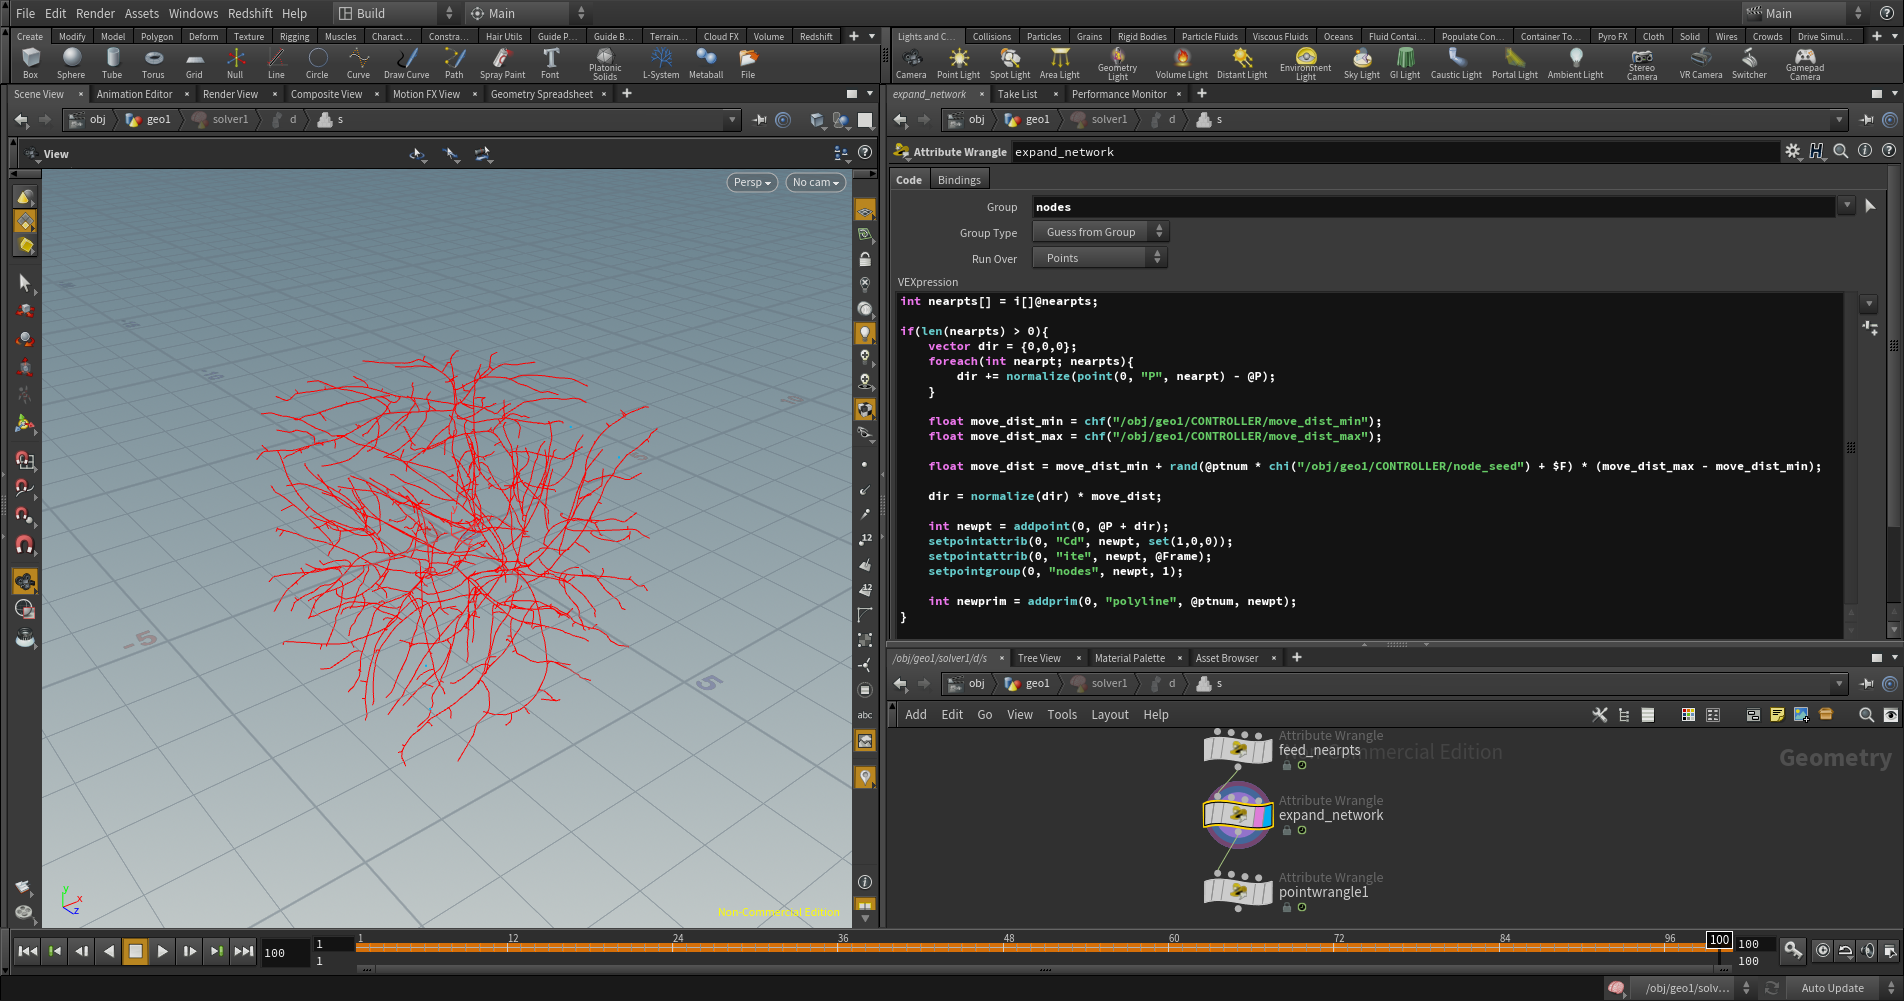 File Edit Render Assets Windows Redshift Help Build Main Main
Create Modify Model Polygon Deform Texture Rigging Muscles Charact... Constra... Hair Utils Guide P... Guide B... Terrain... Cloud FX Volume Redshift
Lights and C... Collisions Particles Grains Rigid Bodies Particle Fluids Viscous Fluids Oceans Fluid Contai... Populate Con... Container To... Pyro FX Cloth Solid Wires Crowds Drive Simul...
Box Sphere Tube Torus Grid Null Line Circle Curve Draw Curve Path Spray Paint Font Platonic Solids L-System Metaball File
Camera Point Light Spot Light Area Light Geometry Light Volume Light Distant Light Environment Light Sky Light GI Light Caustic Light Portal Light Ambient Light Stereo Camera VR Camera Switcher Gamepad Camera
Scene View Animation Editor Render View Composite View Motion FX View Geometry Spreadsheet
obj geo1 solver1 d s
View
Persp No cam
-5
5
12
12
abc
Non-Commercial Edition
y
x
z
expand_network Take List Performance Monitor
obj geo1 solver1 d s
Attribute Wrangle expand_network
Code Bindings
Group nodes
Group Type Guess from Group
Run Over Points
VEXpression
int nearpts[] = i[]@nearpts;
if(len(nearpts) > 0){
vector dir = {0,0,0};
foreach(int nearpt; nearpts){
dir += normalize(point(0, "P", nearpt) - @P);
}
float move_dist_min = chf("/obj/geo1/CONTROLLER/move_dist_min");
float move_dist_max = chf("/obj/geo1/CONTROLLER/move_dist_max");
float move_dist = move_dist_min + rand(@ptnum * chi("/obj/geo1/CONTROLLER/node_seed") + $F) * (move_dist_max - move_dist_min);
dir = normalize(dir) * move_dist;
int newpt = addpoint(0, @P + dir);
setpointattrib(0, "Cd", newpt, set(1,0,0));
setpointattrib(0, "ite", newpt, @Frame);
setpointgroup(0, "nodes", newpt, 1);
int newprim = addprim(0, "polyline", @ptnum, newpt);
}
/obj/geo1/solver1/d/s Tree View Material Palette Asset Browser
obj geo1 solver1 d s
Add Edit Go View Tools Layout Help
Attribute Wrangle
feed_nearpts
Commercial Edition
Geometry
Attribute Wrangle
expand_network
Attribute Wrangle
pointwrangle1
100 1 1 1 12 24 36 48 60 72 84 96 100 100 100
/obj/geo1/solv... Auto Update